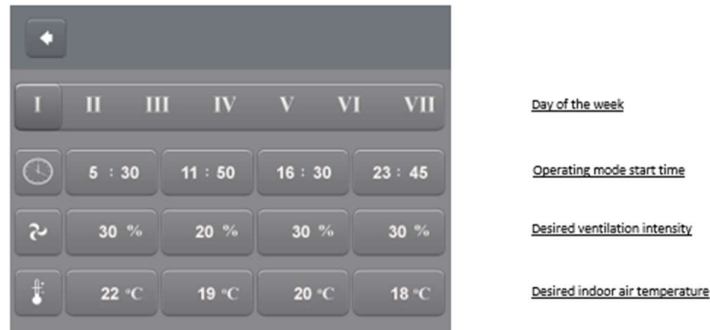 I II III IV V VI VII
Day of the week
5 : 30 11 : 50 16 : 30 23 : 45
Operating mode start time
30 % 20 % 30 % 30 %
Desired ventilation intensity
22 °C 19 °C 20 °C 18 °C
Desired indoor air temperature